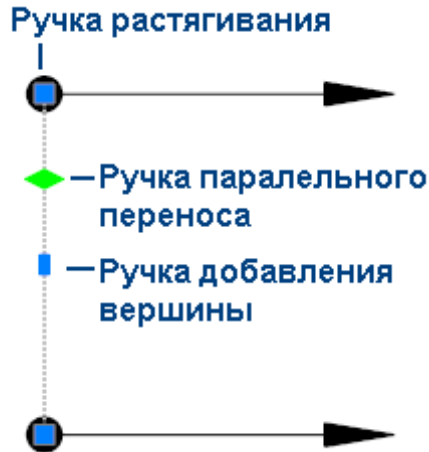 Ручка растягивания
Ручка паралельного
переноса
Ручка добавления
вершины